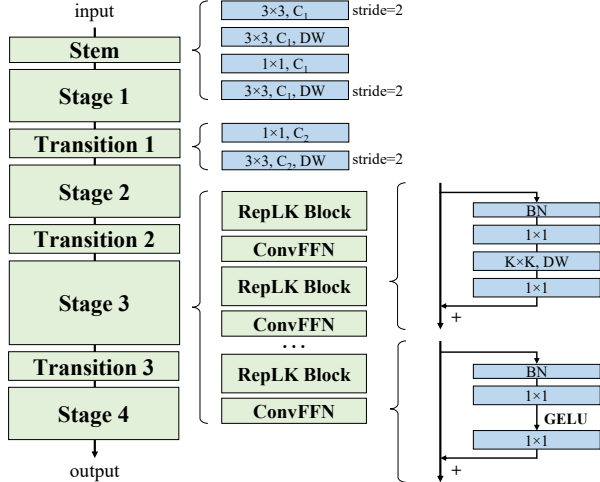 input
Stem
Stage 1
Transition 1
Stage 2
Transition 2
Stage 3
Transition 3
Stage 4
output
3×3, C₁ stride=2
3×3, C₁, DW
1×1, C₁
3×3, C₁, DW stride=2
1×1, C₂
3×3, C₂, DW stride=2
RepLK Block
ConvFFN
RepLK Block
ConvFFN
...
RepLK Block
ConvFFN
BN
1×1
K×K, DW
1×1
+
BN
1×1
GELU
1×1
+